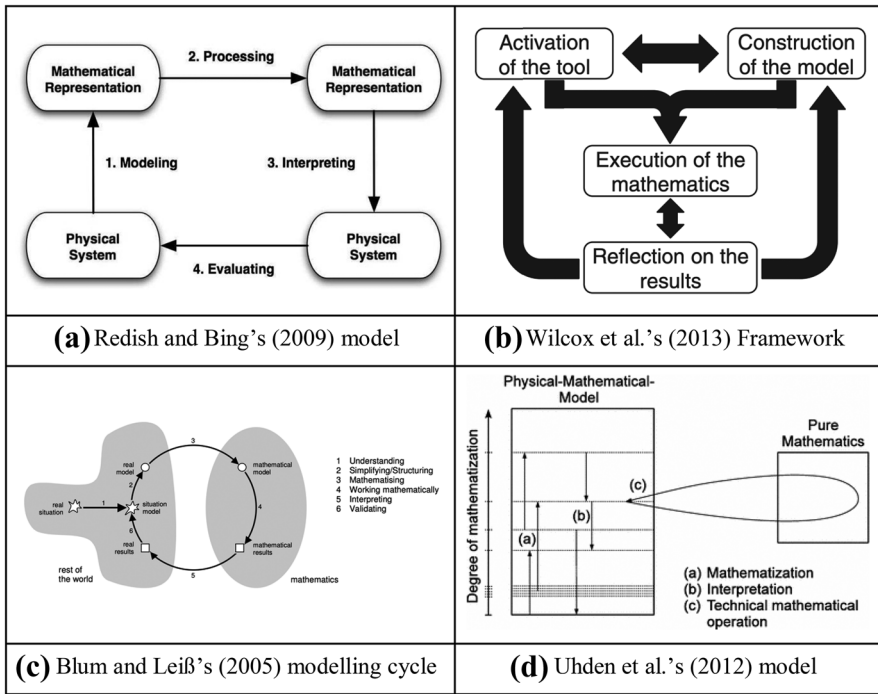 Mathematical
Representation
2. Processing
Mathematical
Representation
1. Modeling
3. Interpreting
Physical
System
4. Evaluating
Physical
System
(a) Redish and Bing's (2009) model
Activation
of the tool
Construction
of the model
Execution of the
mathematics
Reflection on the
results
(b) Wilcox et al.'s (2013) Framework
3
real
model
mathematical
model
2
real
situation
1
situation
model
4
6
real
results
mathematical
results
5
rest of
the world
mathematics
1 Understanding
2 Simplifying/Structuring
3 Mathematising
4 Working mathematically
5 Interpreting
6 Validating
(c) Blum and Leiß's (2005) modelling cycle
Physical-Mathematical-
Model
Pure
Mathematics
Degree of mathematization
(c)
(b)
(a)
(a) Mathematization
(b) Interpretation
(c) Technical mathematical
operation
(d) Uhden et al.'s (2012) model